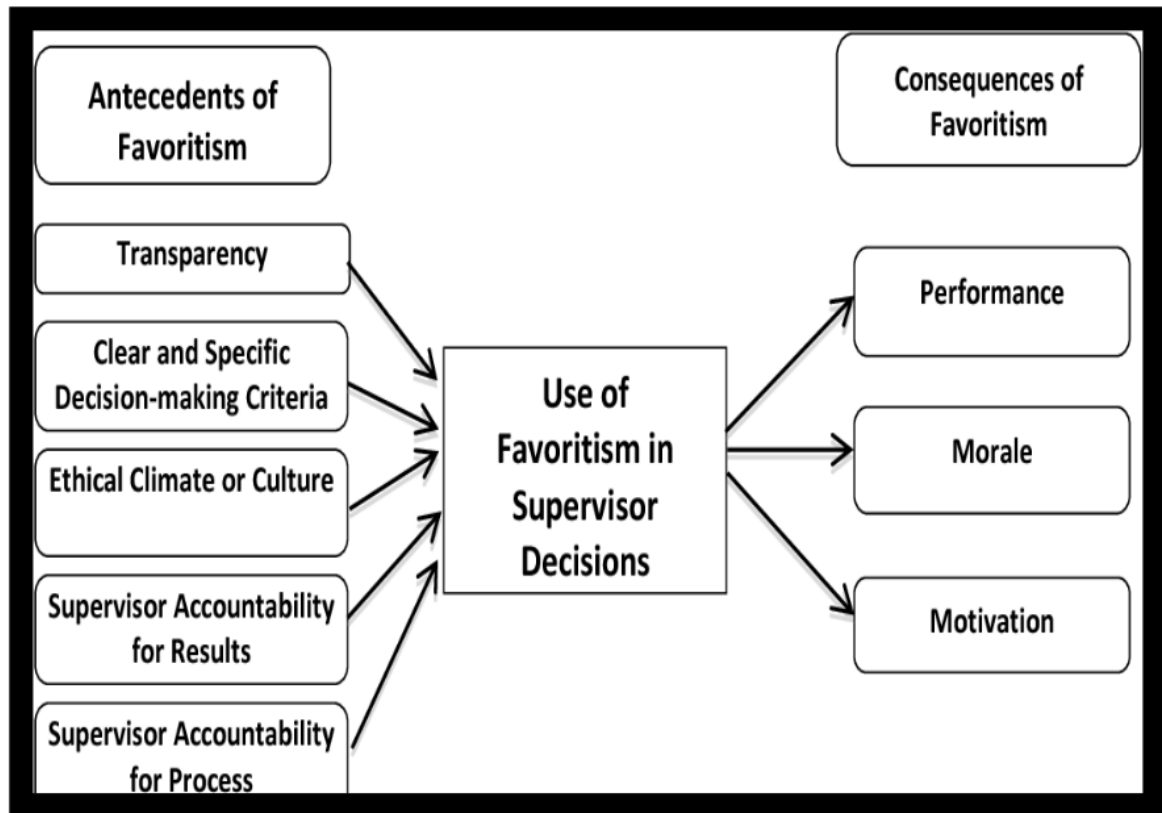 Antecedents of
Favoritism
Consequences of
Favoritism
Transparency
Clear and Specific
Decision-making Criteria
Ethical Climate or Culture
Supervisor Accountability
for Results
Supervisor Accountability
for Process
Use of
Favoritism in
Supervisor
Decisions
Performance
Morale
Motivation